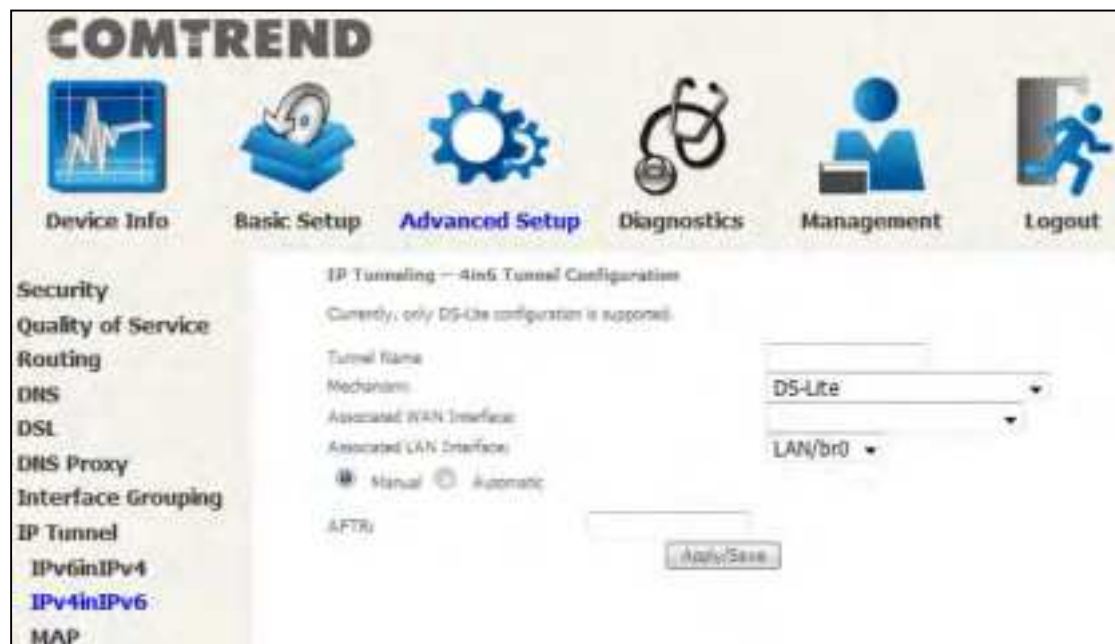 COMTREND
Device Info
Basic Setup
Advanced Setup
Diagnostics
Management
Logout
Security
Quality of Service
Routing
DNS
DSL
DNS Proxy
Interface Grouping
IP Tunnel
IPv6inIPv4
IPv4inIPv6
MAP
IP Tunneling -- 4in6 Tunnel Configuration
Currently, only DS-Lite configuration is supported.
Tunnel Name
Mechanism: DS-Lite
Associated WAN Interface:
Associated LAN Interface: LAN/br0
Manual Automatic
AFTR:
Apply/Save